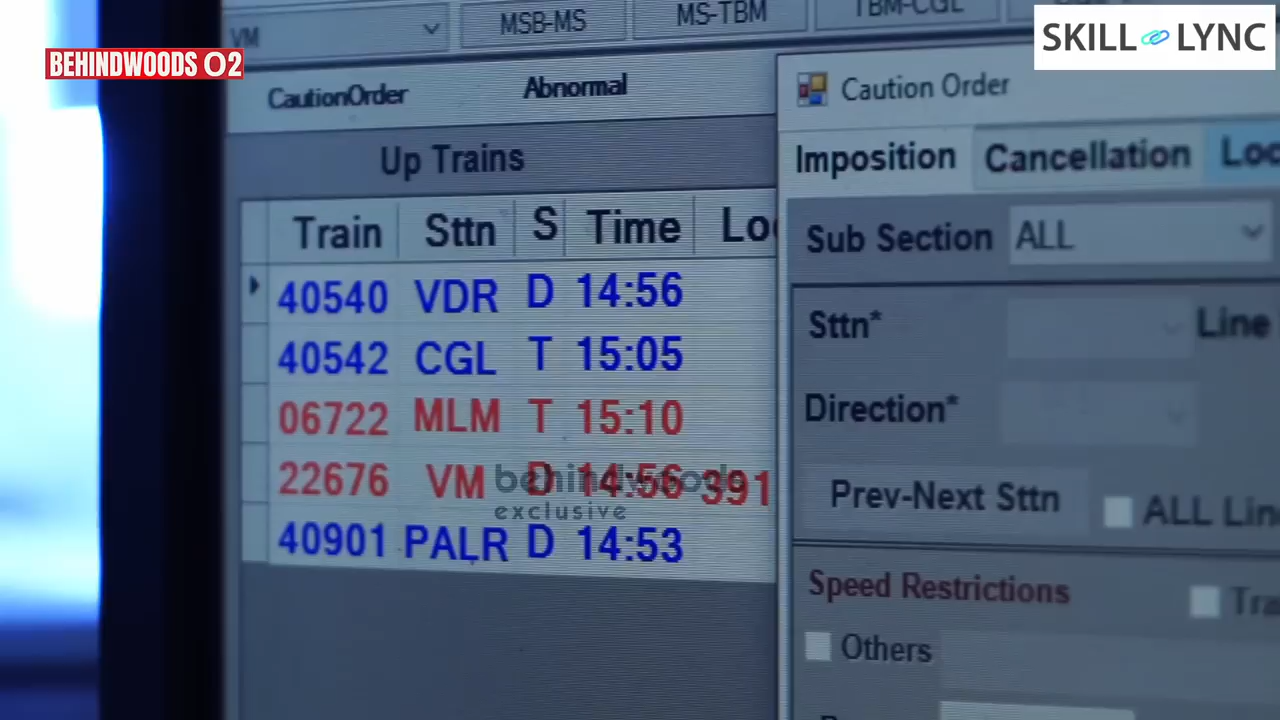 MSB-MS MS-TBM TBM-CGL
VM
SKILL LYNC
BEHINDWOODS O2
CautionOrder Abnormal
Caution Order
Up Trains
Imposition Cancellation
Train Sttn S Time
Sub Section ALL
40540 VDR D 14:56
40542 CGL T 15:05
06722 MLM T 15:10
22676 VM D 14:56 391
40901 PALR D 14:53
behindwoods
exclusive
Sttn* Line
Direction*
Prev-Next Sttn ALL
Speed Restrictions
Others